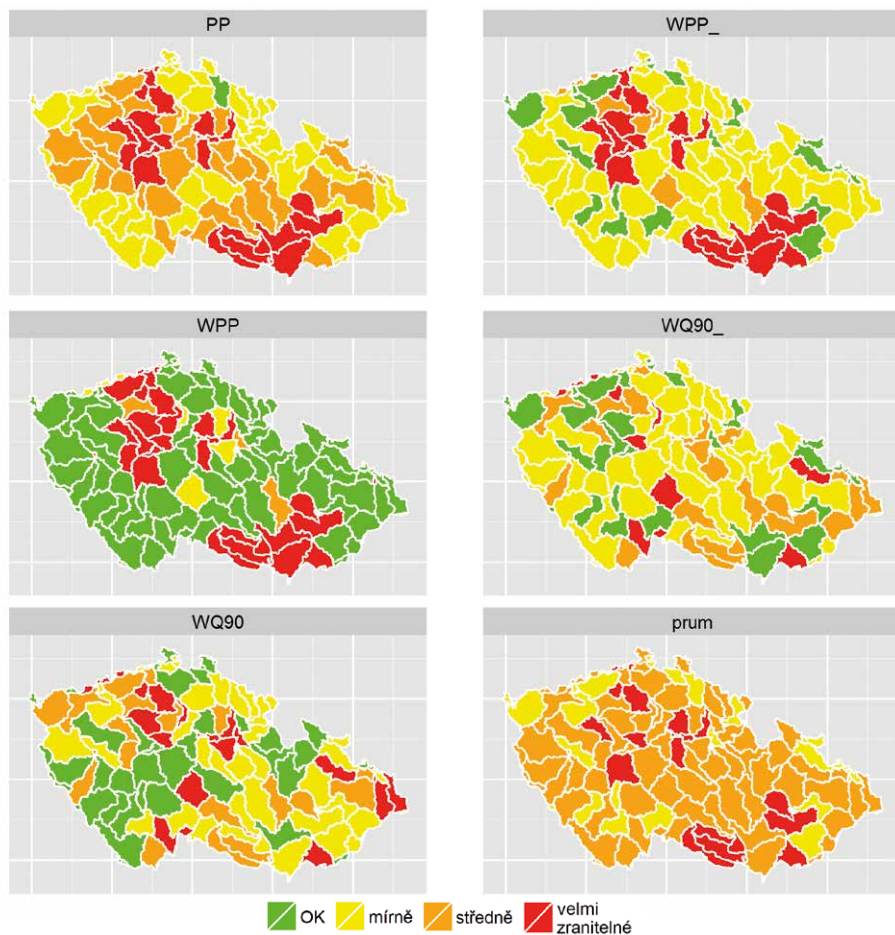 PP
WPP_
WPP
WQ90_
WQ90
prum
OK
mírně
středně
velmi
zranitelné